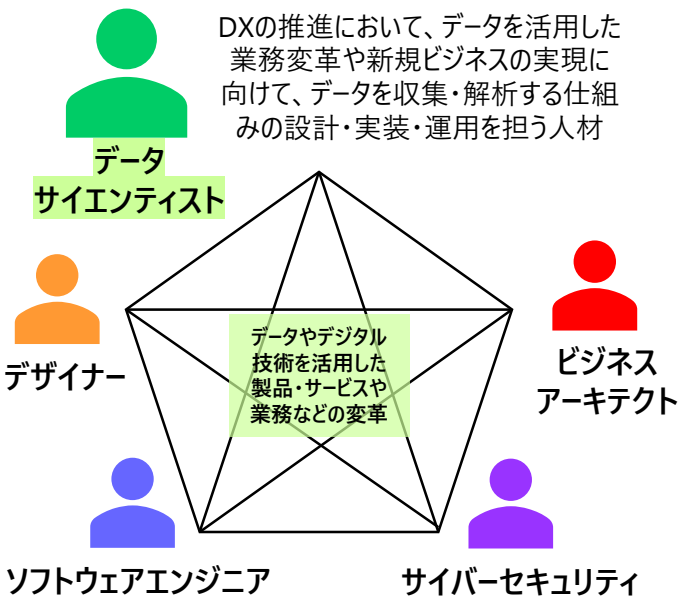 DXの推進において、データを活用した
業務変革や新規ビジネスの実現に
向けて、データを収集・解析する仕組
みの設計・実装・運用を担う人材
データ
サイエンティスト
デザイナー
データやデジタル
技術を活用した
製品・サービスや
業務などの変革
ビジネス
アーキテクト
ソフトウェアエンジニア
サイバーセキュリティ